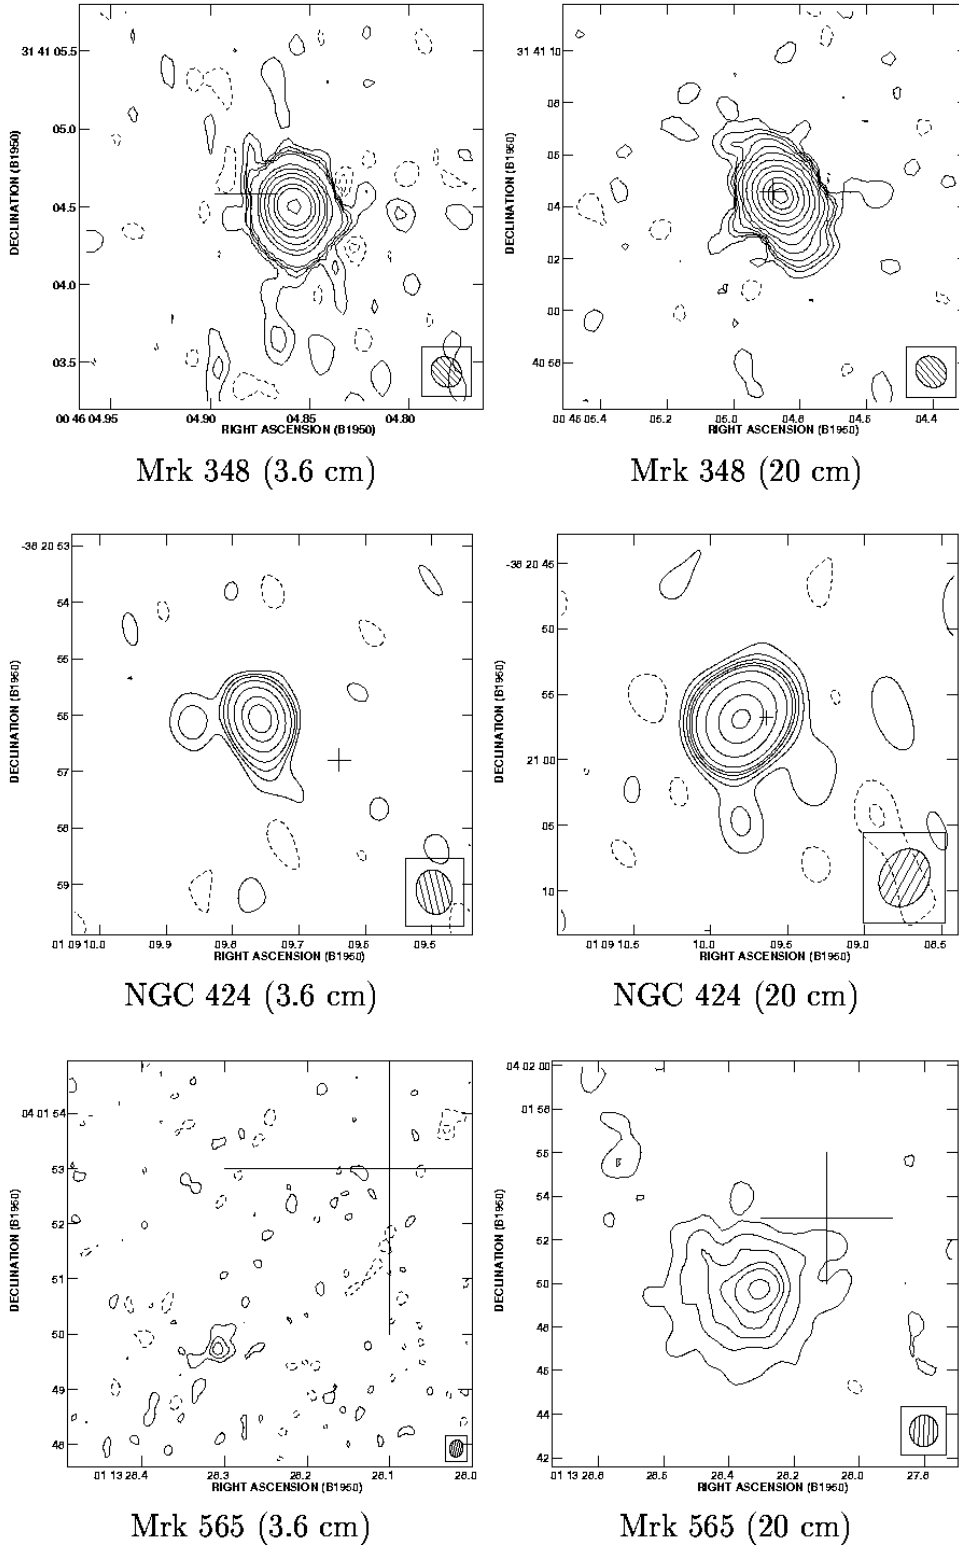 DECLINATION (B1950)
31 41 05.5
05.0
04.5
04.0
03.5
00 46 04.95 04.90 04.85 04.80
RIGHT ASCENSION (B1950)
Mrk 348 (3.6 cm)
DECLINATION (B1950)
31 41 10
08
06
04
02
00
40 58
00 46 05.4 05.2 05.0 04.8 04.6 04.4
RIGHT ASCENSION (B1950)
Mrk 348 (20 cm)
DECLINATION (B1950)
-38 20 53
54
55
56
57
58
59
01 09 10.0 09.9 09.8 09.7 09.6 09.5
RIGHT ASCENSION (B1950)
NGC 424 (3.6 cm)
DECLINATION (B1950)
-38 20 45
50
55
21 00
05
10
01 09 10.5 10.0 09.5 09.0 08.5
RIGHT ASCENSION (B1950)
NGC 424 (20 cm)
DECLINATION (B1950)
04 01 54
53
52
51
50
49
48
01 13 28.4 28.3 28.2 28.1 28.0
RIGHT ASCENSION (B1950)
Mrk 565 (3.6 cm)
DECLINATION (B1950)
04 02 00
01 58
56
54
52
50
48
46
44
42
01 13 28.8 28.6 28.4 28.2 28.0 27.8
RIGHT ASCENSION (B1950)
Mrk 565 (20 cm)